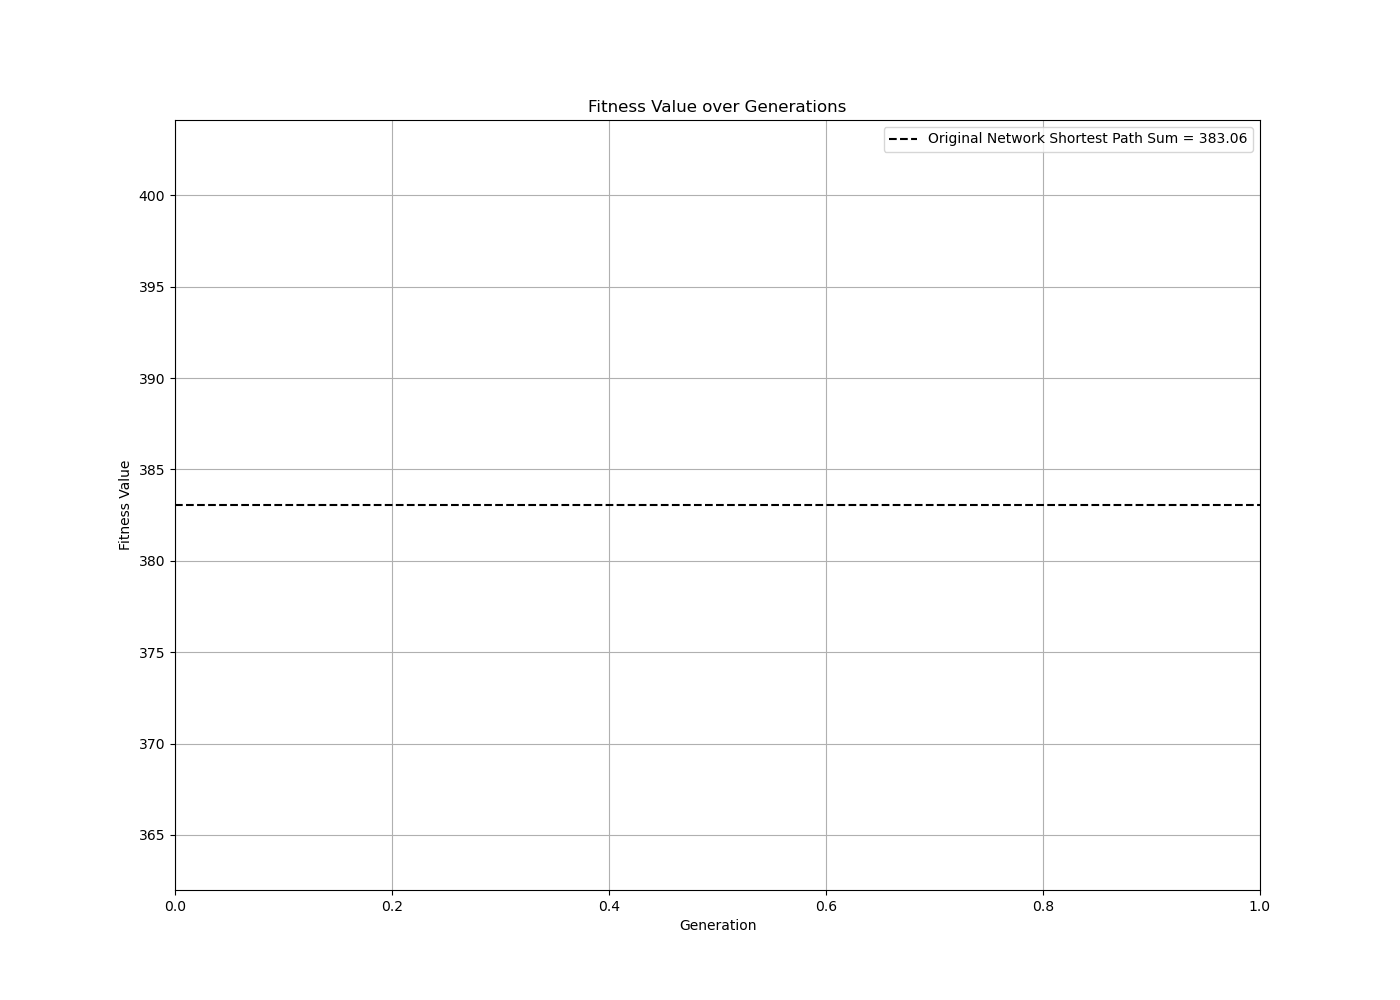 Fitness Value over Generations
Original Network Shortest Path Sum = 383.06
400
395
390
385
380
375
370
365
Fitness Value
0.0 0.2 0.4 0.6 0.8 1.0
Generation